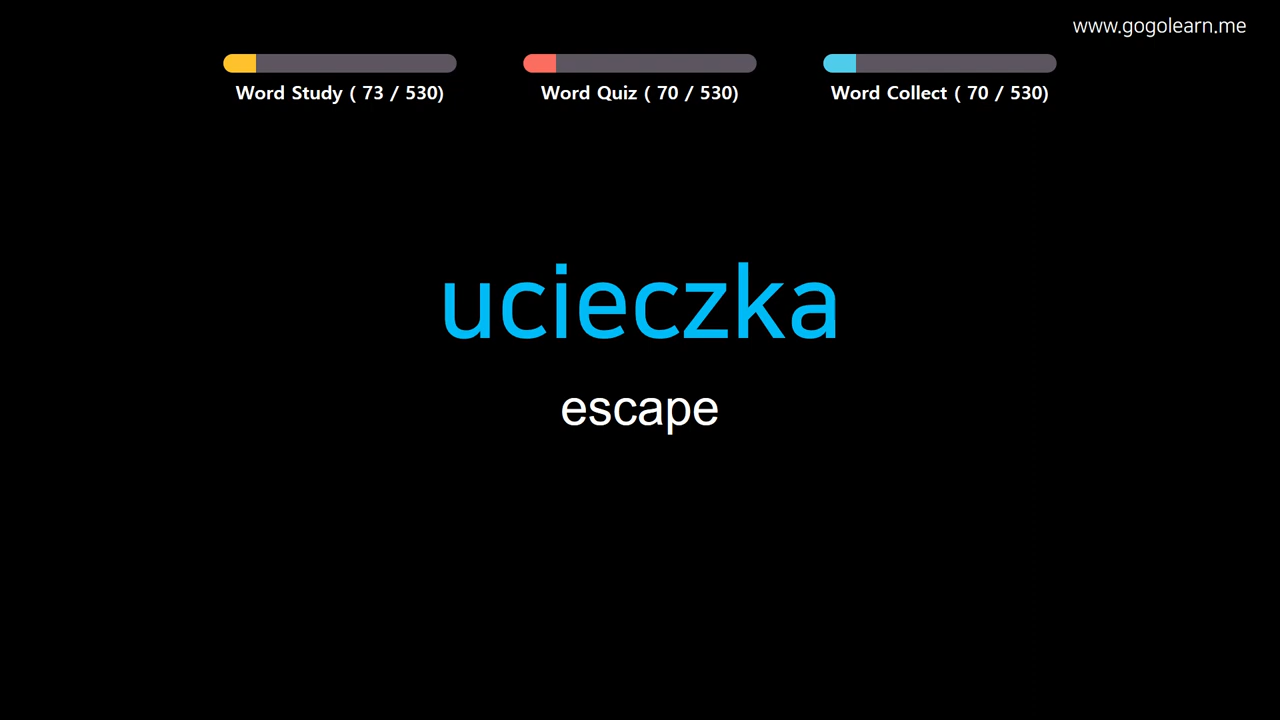 www.gogolearn.me
Word Study ( 73 / 530)
Word Quiz ( 70 / 530)
Word Collect ( 70 / 530)
ucieczka
escape